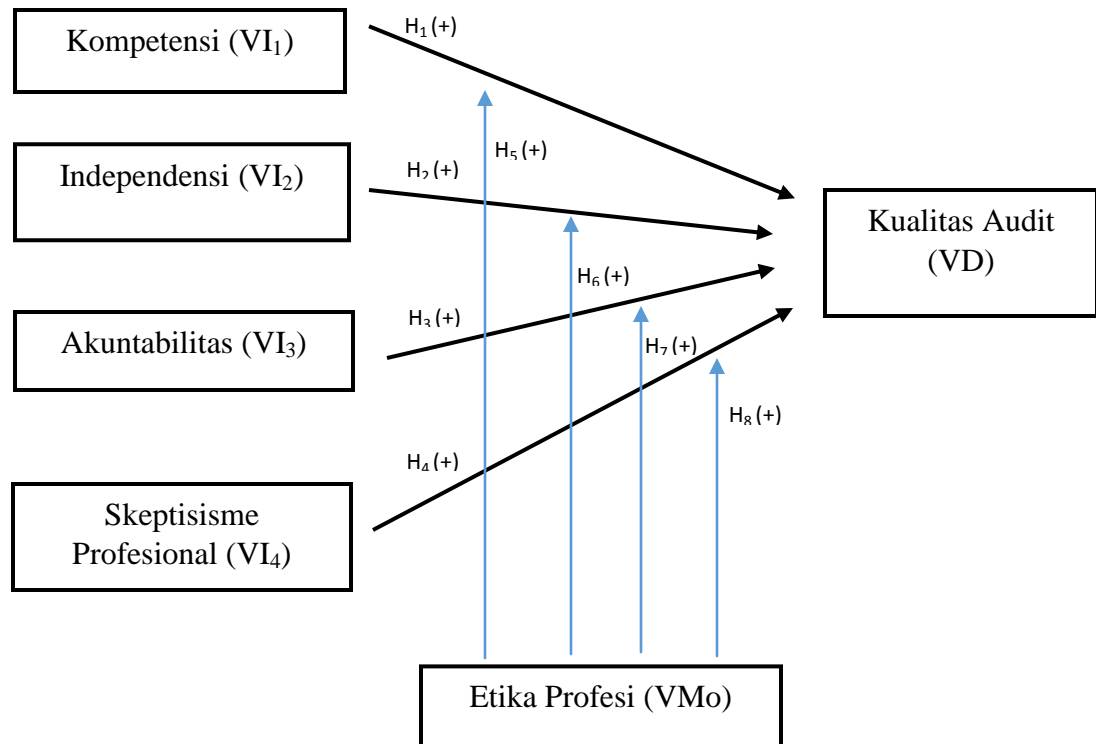 Kompetensi (VI₁)
H₁ (+)
H₅ (+)
Independensi (VI₂)
H₂ (+)
Kualitas Audit
(VD)
H₆ (+)
Akuntabilitas (VI₃)
H₃ (+)
H₇ (+)
H₈ (+)
H₄ (+)
Skeptisisme
Profesional (VI₄)
Etika Profesi (VMo)